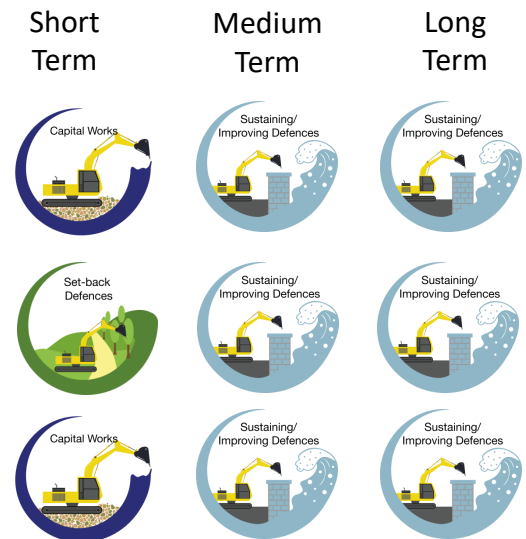 Short
Term
Medium
Term
Long
Term
Capital Works
Sustaining/
Improving Defences
Sustaining/
Improving Defences
Set-back
Defences
Sustaining/
Improving Defences
Sustaining/
Improving Defences
Capital Works
Sustaining/
Improving Defences
Sustaining/
Improving Defences